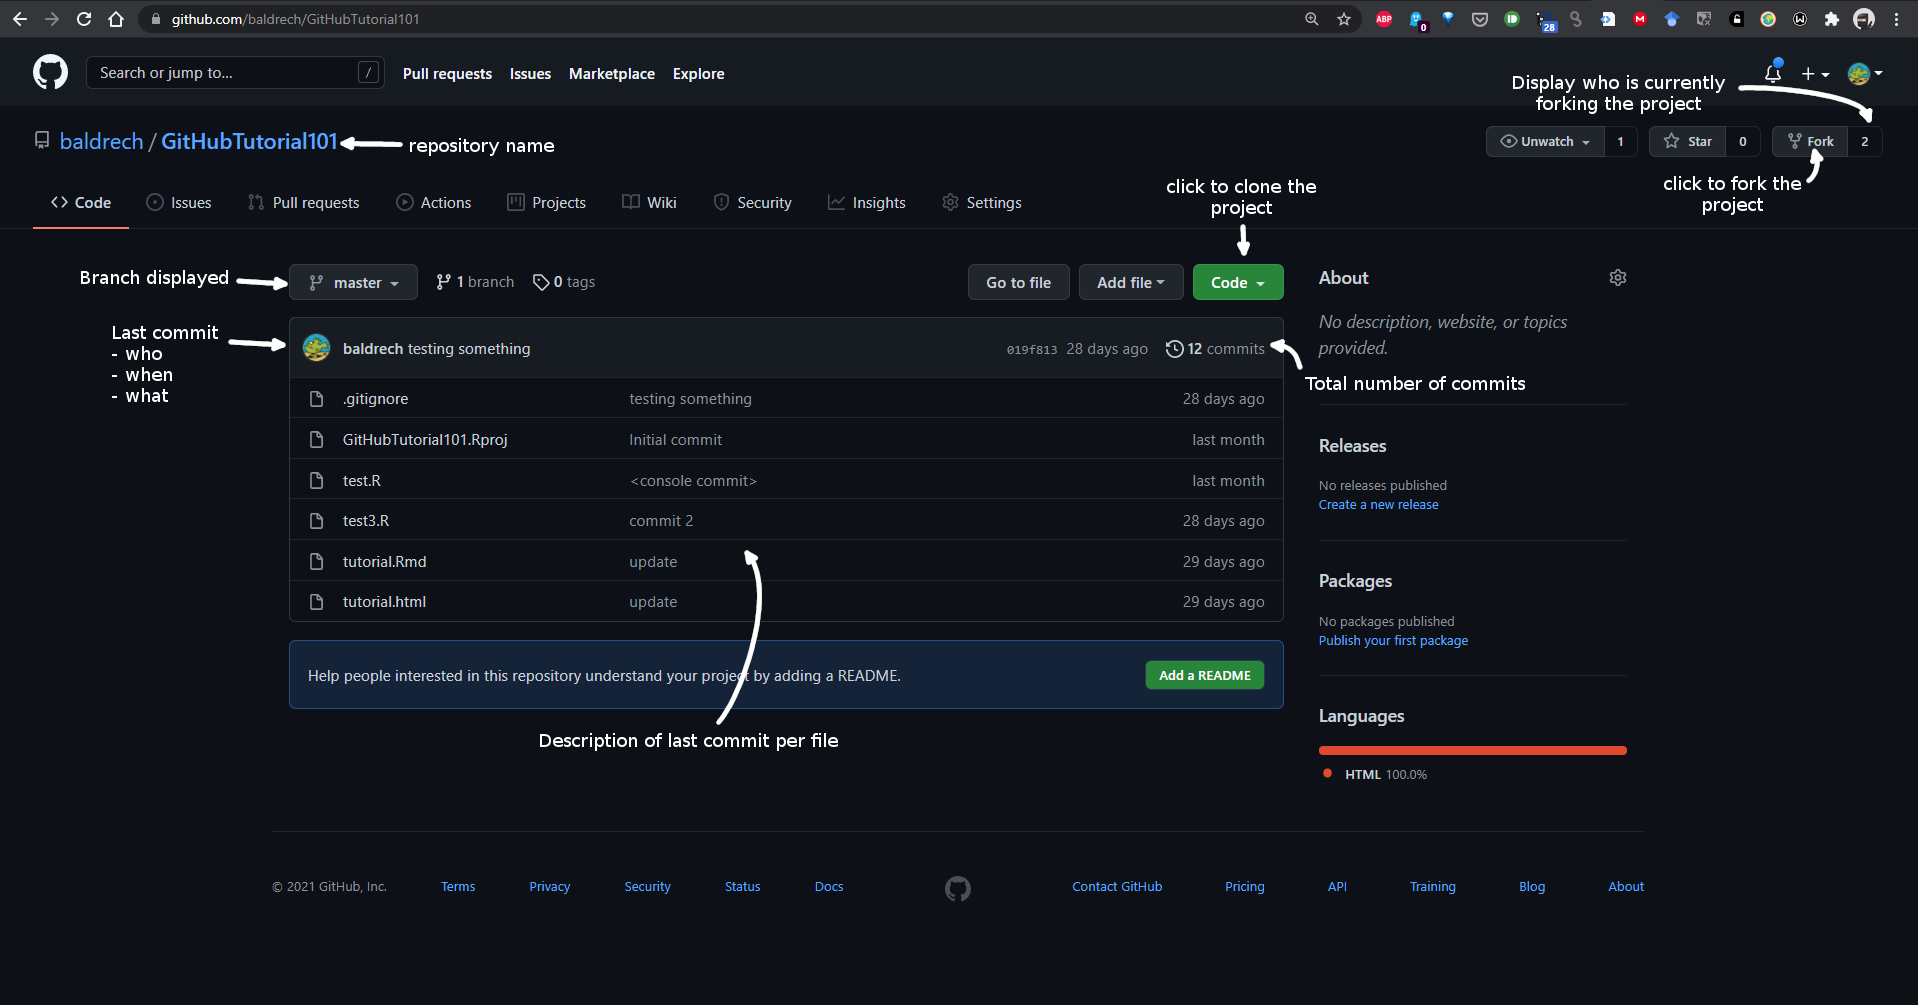 github.com/baldrech/GitHubTutorial101
ABP
0
28
Search or jump to...
/
Pull requests
Issues
Marketplace
Explore
Display who is currently
forking the project
baldrech / GitHubTutorial101
repository name
Unwatch
1
Star
0
Fork
2
click to clone the
project
click to fork the
project
Code
Issues
Pull requests
Actions
Projects
Wiki
Security
Insights
Settings
Branch displayed
master
1 branch
0 tags
Go to file
Add file
Code
About
No description, website, or topics
provided.
Last commit
- who
- when
- what
baldrech testing something
019f813
28 days ago
12 commits
Total number of commits
.gitignore
testing something
28 days ago
GitHubTutorial101.Rproj
Initial commit
last month
test.R
<console commit>
last month
test3.R
commit 2
28 days ago
tutorial.Rmd
update
29 days ago
tutorial.html
update
29 days ago
Releases
No releases published
Create a new release
Packages
No packages published
Publish your first package
Help people interested in this repository understand your project by adding a README.
Add a README
Description of last commit per file
Languages
HTML 100.0%
© 2021 GitHub, Inc.
Terms
Privacy
Security
Status
Docs
Contact GitHub
Pricing
API
Training
Blog
About